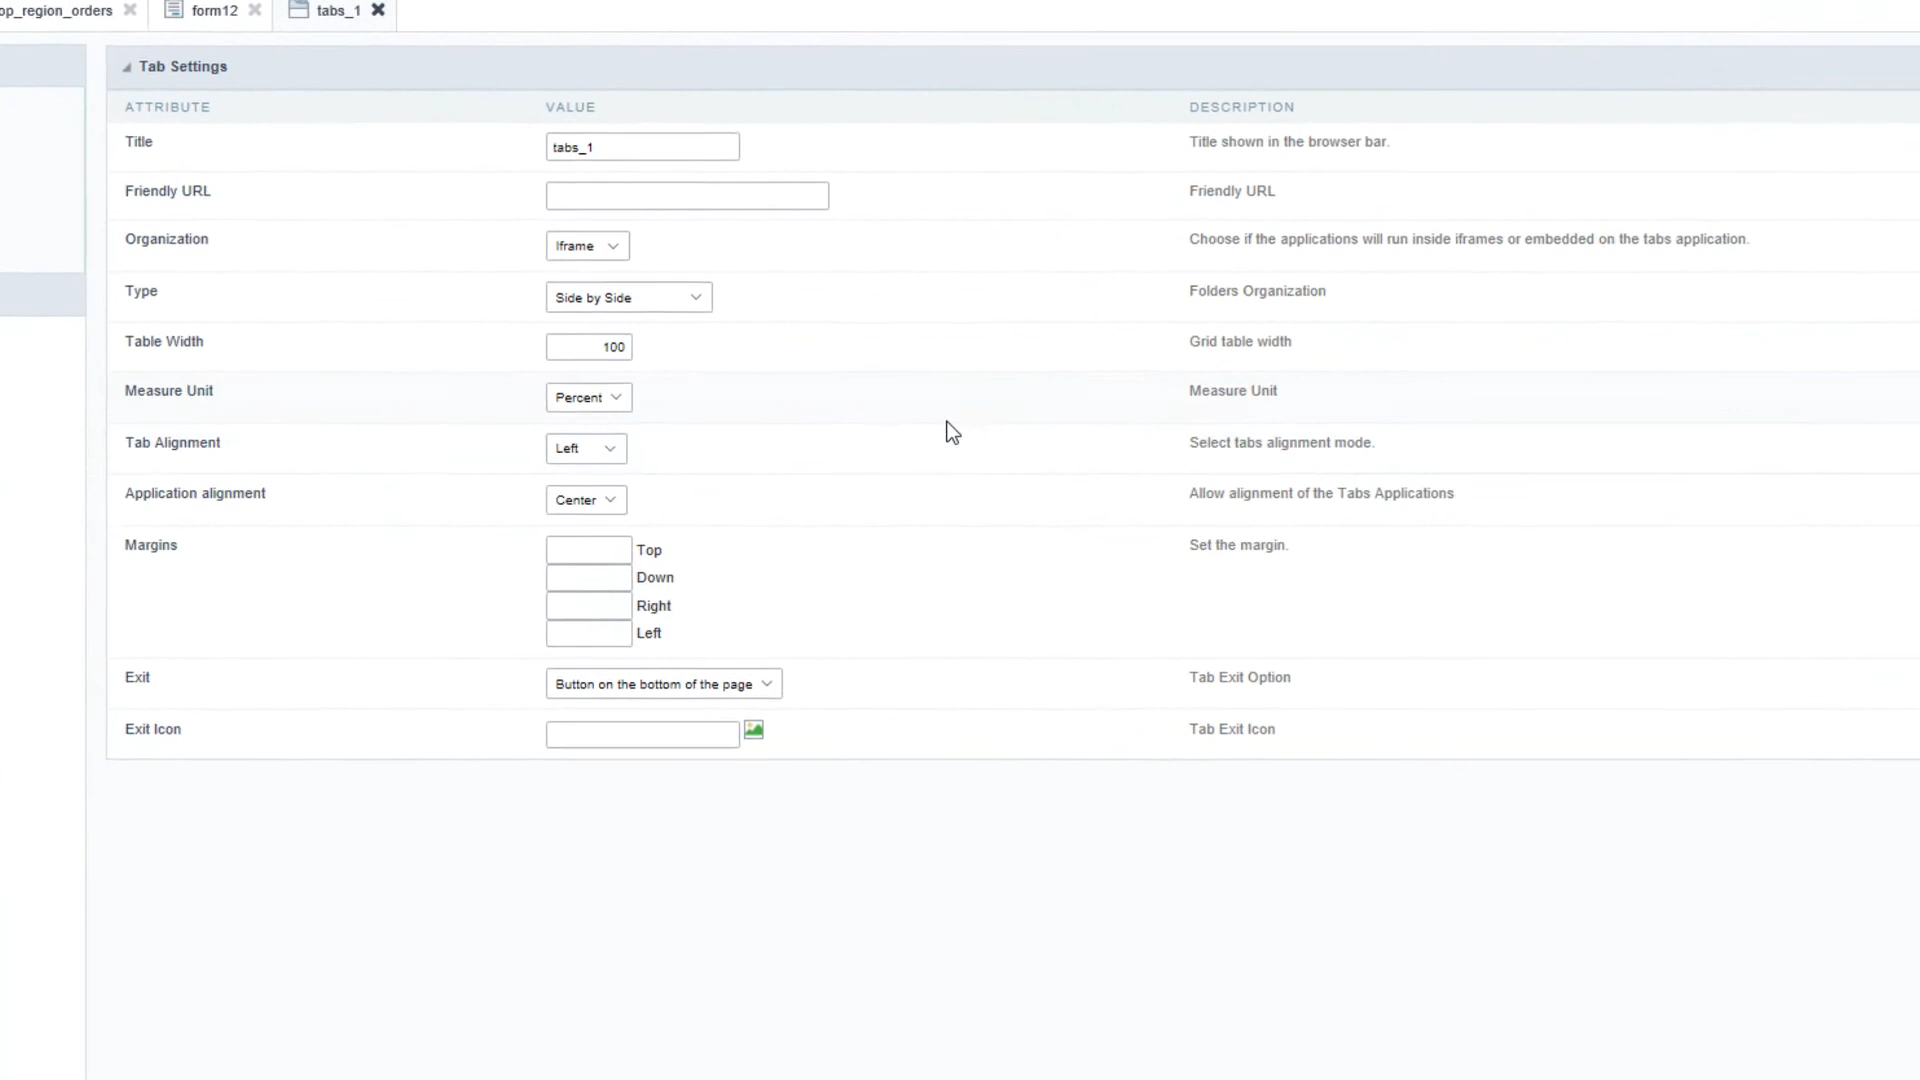 op_region_orders form12 tabs_1
Tab Settings
ATTRIBUTE VALUE DESCRIPTION
Title tabs_1 Title shown in the browser bar.
Friendly URL Friendly URL
Organization Iframe Choose if the applications will run inside iframes or embedded on the tabs application.
Type Side by Side Folders Organization
Table Width 100 Grid table width
Measure Unit Percent Measure Unit
Tab Alignment Left Select tabs alignment mode.
Application alignment Center Allow alignment of the Tabs Applications
Margins Top Set the margin.
Down
Right
Left
Exit Button on the bottom of the page Tab Exit Option
Exit Icon Tab Exit Icon